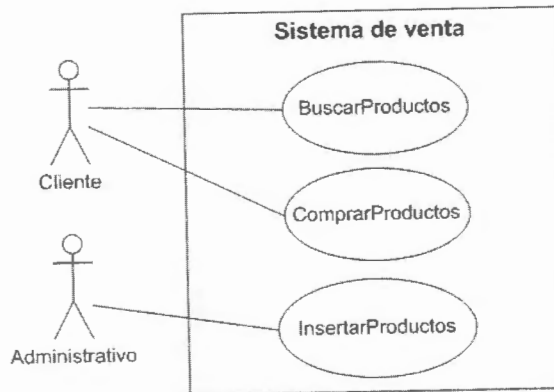 Sistema de venta
BuscarProductos
Cliente
ComprarProductos
InsertarProductos
Administrativo